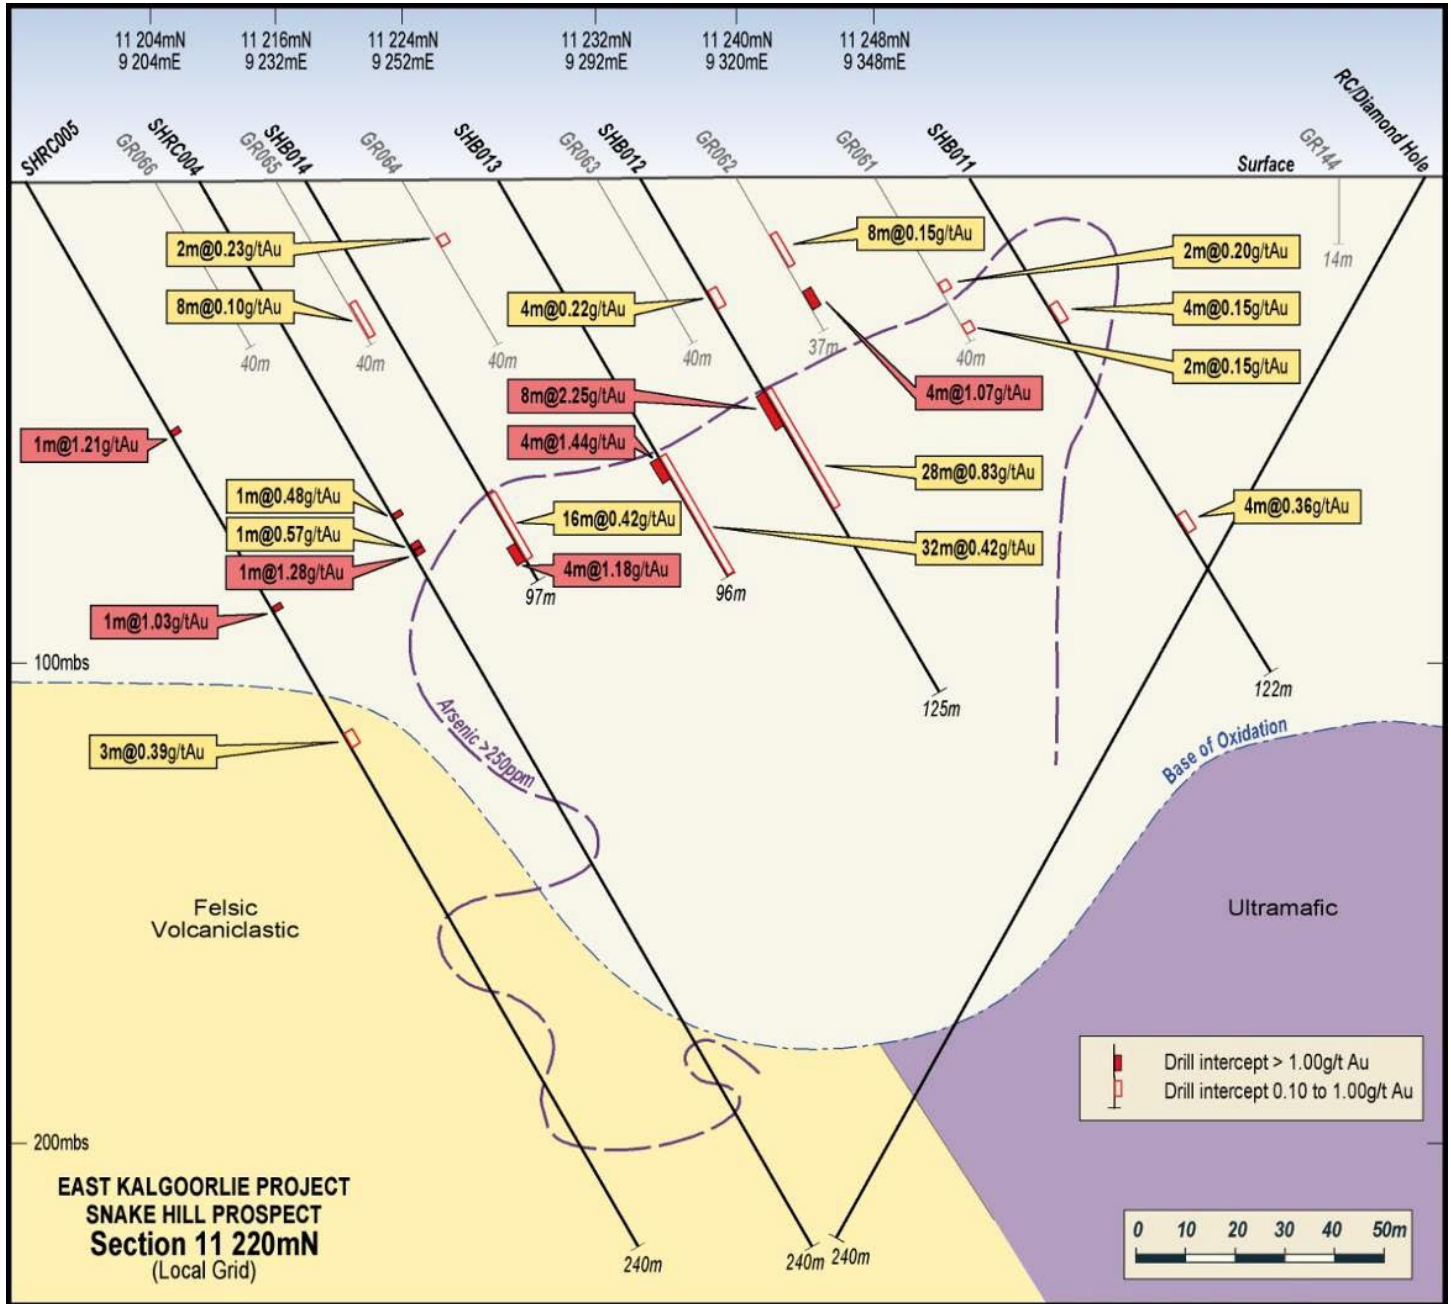 11 204mN
9 204mE
11 216mN
9 232mE
11 224mN
9 252mE
11 232mN
9 292mE
11 240mN
9 320mE
11 248mN
9 348mE
SHRC005
GR066
SHRC004
GR065
SHB014
GR064
SHB013
GR063
SHB012
GR062
GR061
SHB011
Surface
GR144
RC/Diamond Hole
2m@0.23g/tAu
8m@0.15g/tAu
2m@0.20g/tAu
14m
8m@0.10g/tAu
4m@0.22g/tAu
4m@0.15g/tAu
40m
40m
40m
40m
37m
40m
2m@0.15g/tAu
8m@2.25g/tAu
4m@1.07g/tAu
1m@1.21g/tAu
4m@1.44g/tAu
28m@0.83g/tAu
1m@0.48g/tAu
16m@0.42g/tAu
4m@0.36g/tAu
1m@0.57g/tAu
32m@0.42g/tAu
1m@1.28g/tAu
4m@1.18g/tAu
97m
96m
1m@1.03g/tAu
100mbs
125m
122m
Arsenic >250ppm
Base of Oxidation
3m@0.39g/tAu
Felsic
Volcaniclastic
Ultramafic
Drill intercept > 1.00g/t Au
Drill intercept 0.10 to 1.00g/t Au
200mbs
EAST KALGOORLIE PROJECT
SNAKE HILL PROSPECT
Section 11 220mN
(Local Grid)
240m
240m
240m
0 10 20 30 40 50m